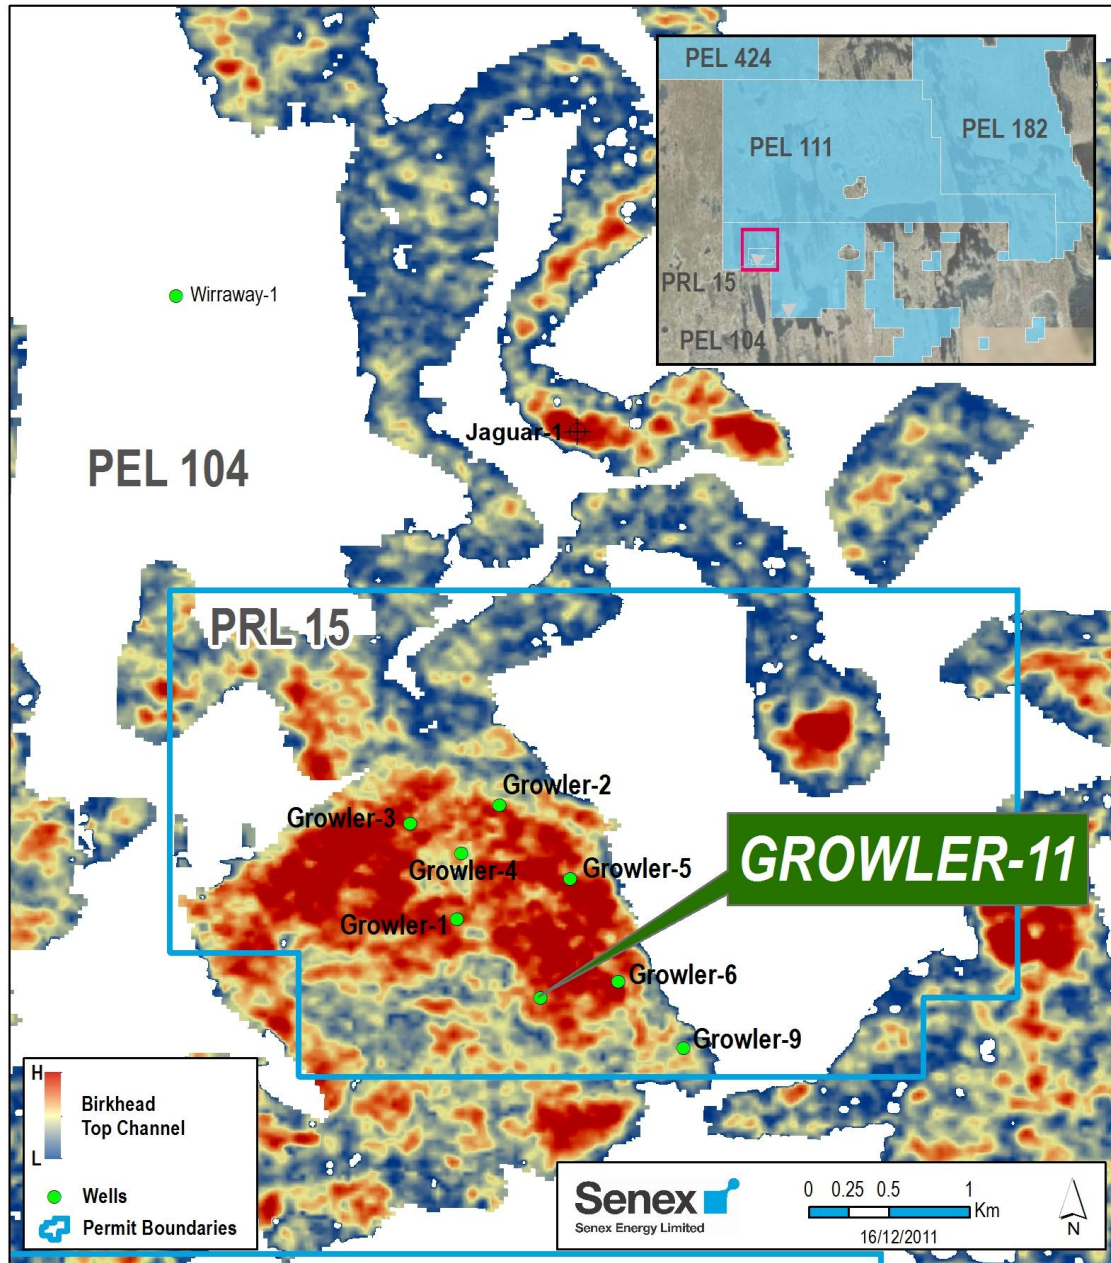 PEL 424
PEL 182
PEL 111
PRL 15
PEL 104
Wirraway-1
Jaguar-1
PEL 104
PRL 15
Growler-2
Growler-3
Growler-4
Growler-5
GROWLER-11
Growler-1
Growler-6
Growler-9
H
Birkhead
Top Channel
L
Wells
Permit Boundaries
Senex
Senex Energy Limited
0 0.25 0.5 1
Km
16/12/2011
N